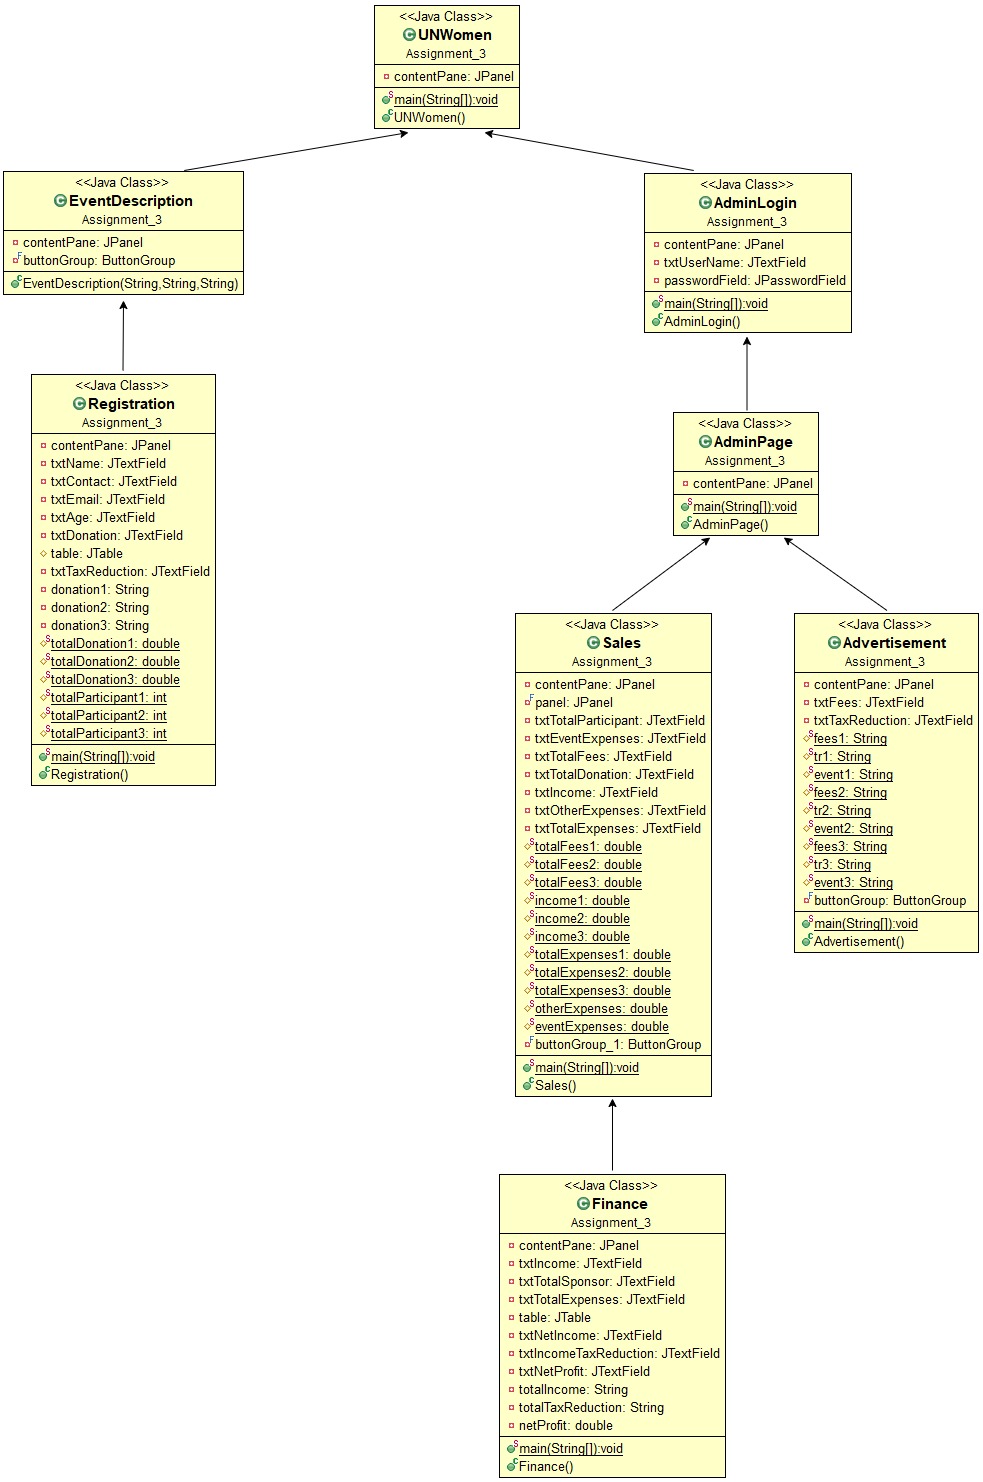 <<Java Class>>
UNWomen
Assignment_3
contentPane: JPanel
main(String[]):void
UNWomen()
<<Java Class>>
EventDescription
Assignment_3
contentPane: JPanel
buttonGroup: ButtonGroup
EventDescription(String,String,String)
<<Java Class>>
AdminLogin
Assignment_3
contentPane: JPanel
txtUserName: JTextField
passwordField: JPasswordField
main(String[]):void
AdminLogin()
<<Java Class>>
Registration
Assignment_3
contentPane: JPanel
txtName: JTextField
txtContact: JTextField
txtEmail: JTextField
txtAge: JTextField
txtDonation: JTextField
table: JTable
txtTaxReduction: JTextField
donation1: String
donation2: String
donation3: String
totalDonation1: double
totalDonation2: double
totalDonation3: double
totalParticipant1: int
totalParticipant2: int
totalParticipant3: int
main(String[]):void
Registration()
<<Java Class>>
AdminPage
Assignment_3
contentPane: JPanel
main(String[]):void
AdminPage()
<<Java Class>>
Sales
Assignment_3
contentPane: JPanel
panel: JPanel
txtTotalParticipant: JTextField
txtEventExpenses: JTextField
txtTotalFees: JTextField
txtTotalDonation: JTextField
txtIncome: JTextField
txtOtherExpenses: JTextField
txtTotalExpenses: JTextField
totalFees1: double
totalFees2: double
totalFees3: double
income1: double
income2: double
income3: double
totalExpenses1: double
totalExpenses2: double
totalExpenses3: double
otherExpenses: double
eventExpenses: double
buttonGroup_1: ButtonGroup
main(String[]):void
Sales()
<<Java Class>>
Advertisement
Assignment_3
contentPane: JPanel
txtFees: JTextField
txtTaxReduction: JTextField
fees1: String
tr1: String
event1: String
fees2: String
tr2: String
event2: String
fees3: String
tr3: String
event3: String
buttonGroup: ButtonGroup
main(String[]):void
Advertisement()
<<Java Class>>
Finance
Assignment_3
contentPane: JPanel
txtIncome: JTextField
txtTotalSponsor: JTextField
txtTotalExpenses: JTextField
table: JTable
txtNetIncome: JTextField
txtIncomeTaxReduction: JTextField
txtNetProfit: JTextField
totalIncome: String
totalTaxReduction: String
netProfit: double
main(String[]):void
Finance()